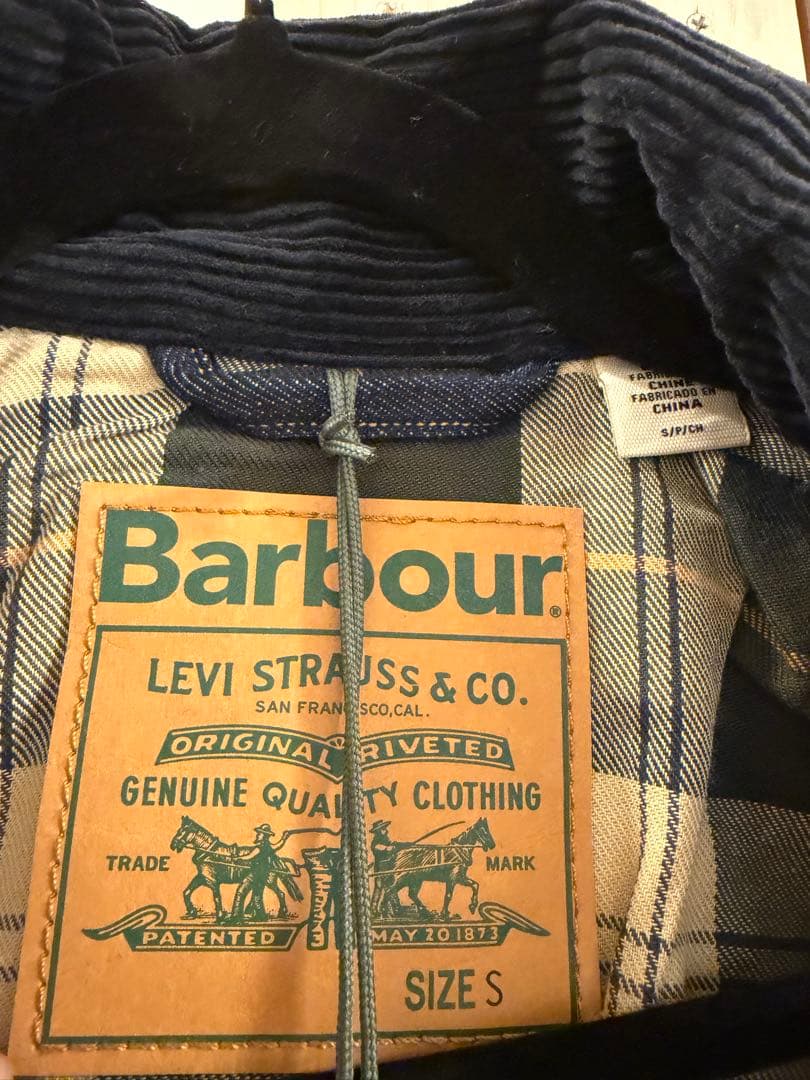 CHINE
FABRICADO EN
CHINA
S/P/CH
Barbour®
LEVI STRAUSS & CO.
SAN FRANCISCO, CAL.
ORIGINAL RIVETED
GENUINE QUALITY CLOTHING
TRADE MARK
PATENTED MAY 20 1873
SIZE S